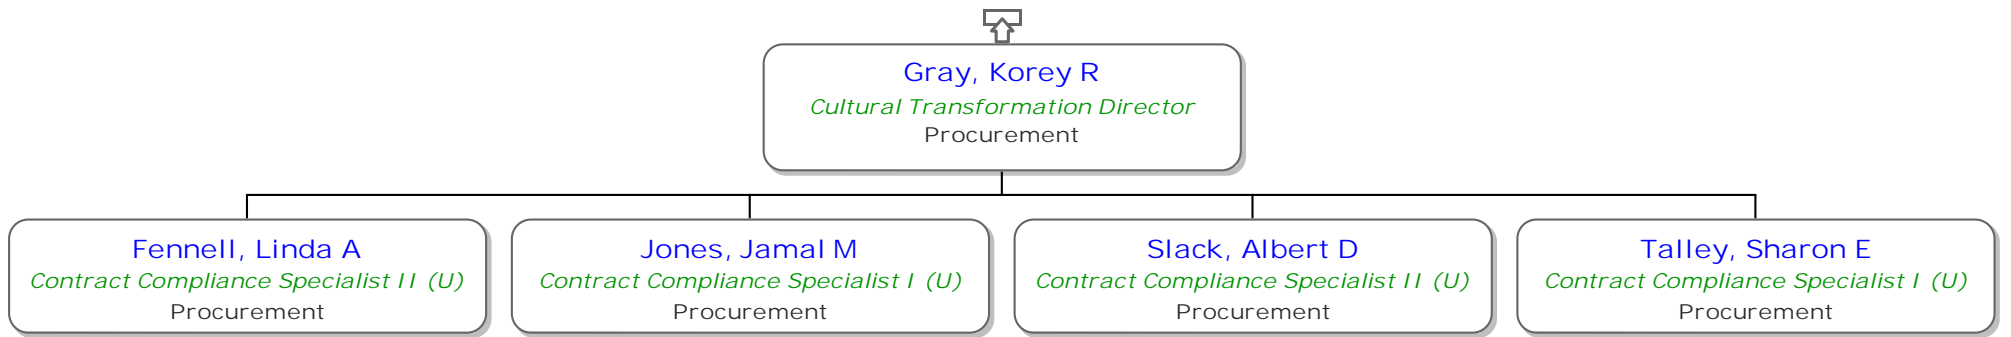 Gray, Korey R
Cultural Transformation Director
Procurement
Fennell, Linda A
Contract Compliance Specialist II (U)
Procurement
Jones, Jamal M
Contract Compliance Specialist I (U)
Procurement
Slack, Albert D
Contract Compliance Specialist II (U)
Procurement
Talley, Sharon E
Contract Compliance Specialist I (U)
Procurement